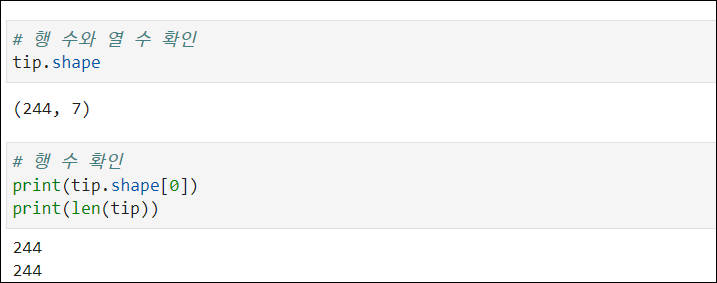 # 행 수와 열 수 확인
tip.shape
(244, 7)
# 행 수 확인
print(tip.shape[0])
print(len(tip))
244
244